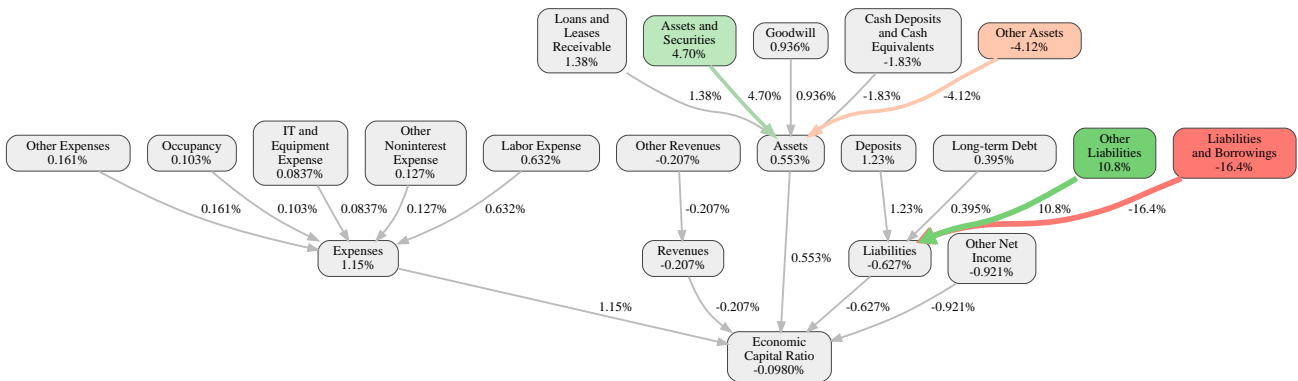 Loans and
Leases
Receivable
1.38%
Assets and
Securities
4.70%
Goodwill
0.936%
Cash Deposits
and Cash
Equivalents
-1.83%
Other Assets
-4.12%
1.38%
4.70%
0.936%
-1.83%
-4.12%
Other Expenses
0.161%
Occupancy
0.103%
IT and
Equipment
Expense
0.0837%
Other
Noninterest
Expense
0.127%
Labor Expense
0.632%
Other Revenues
-0.207%
Assets
0.553%
Deposits
1.23%
Long-term Debt
0.395%
Other
Liabilities
10.8%
Liabilities
and Borrowings
-16.4%
0.161%
0.103%
0.0837%
0.127%
0.632%
-0.207%
1.23%
0.395%
10.8%
-16.4%
Expenses
1.15%
Revenues
-0.207%
0.553%
Liabilities
-0.627%
Other Net
Income
-0.921%
1.15%
-0.207%
-0.627%
-0.921%
Economic
Capital Ratio
-0.0980%